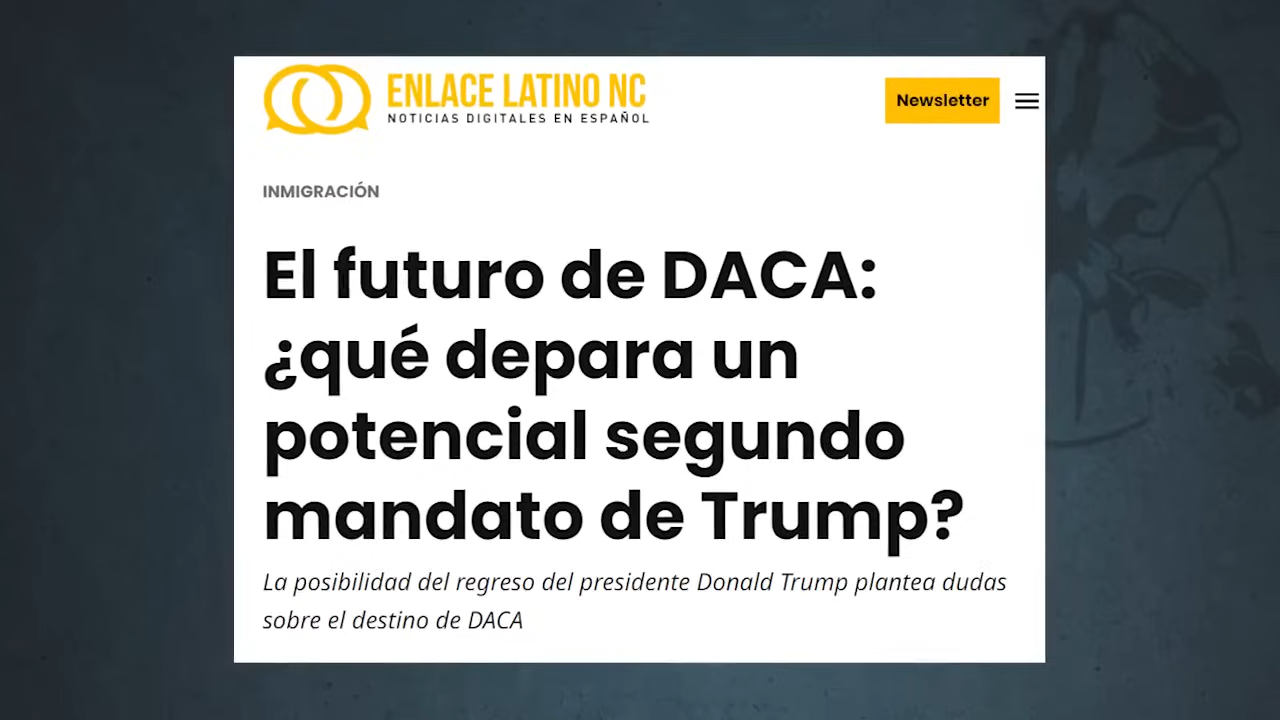 ENLACE LATINO NC
NOTICIAS DIGITALES EN ESPAÑOL
Newsletter
INMIGRACIÓN
El futuro de DACA:
¿qué depara un
potencial segundo
mandato de Trump?
La posibilidad del regreso del presidente Donald Trump plantea dudas
sobre el destino de DACA